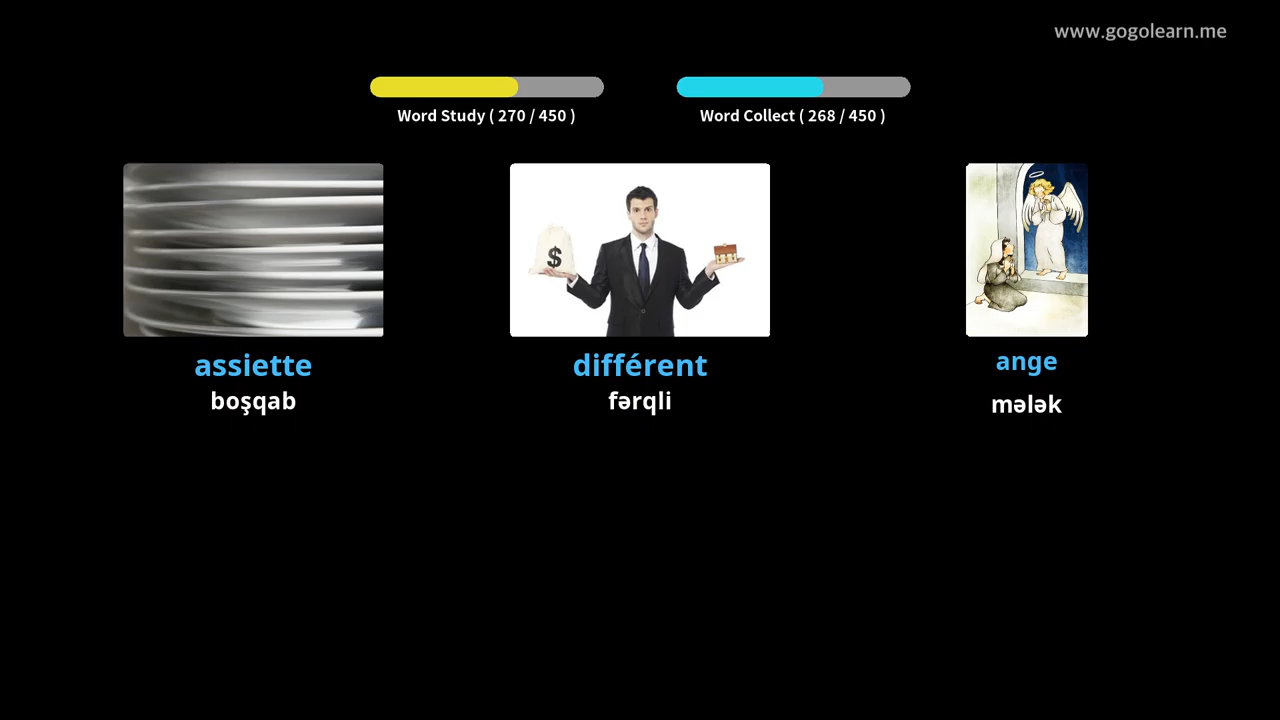 www.gogolearn.me
Word Study ( 270 / 450 )
Word Collect ( 268 / 450 )
$
assiette
boşqab
différent
fərqli
ange
mələk